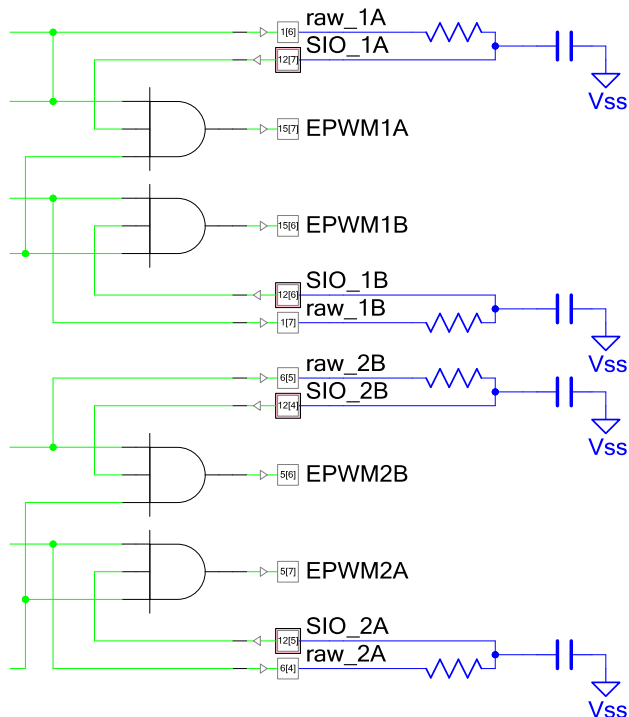 1[6] raw_1A
12[7] SIO_1A
Vss
15[7] EPWM1A
15[6] EPWM1B
12[6] SIO_1B
1[7] raw_1B
Vss
6[5] raw_2B
12[4] SIO_2B
Vss
5[6] EPWM2B
5[7] EPWM2A
12[5] SIO_2A
6[4] raw_2A
Vss